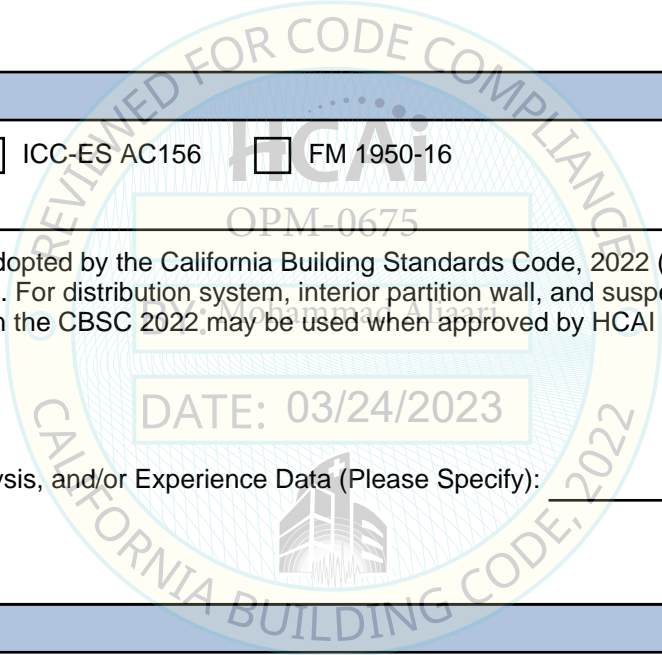 REVIEWED FOR CODE COMPLIANCE
HCAi
ICC-ES AC156 FM 1950-16
OPM-0675
dopted by the California Building Standards Code, 2022 (
. For distribution system, interior partition wall, and suspe
n the CBSC 2022 may be used when approved by HCAI
BY: Mohammad Aliaari
DATE: 03/24/2023
ysis, and/or Experience Data (Please Specify):
CALIFORNIA BUILDING CODE, 2022